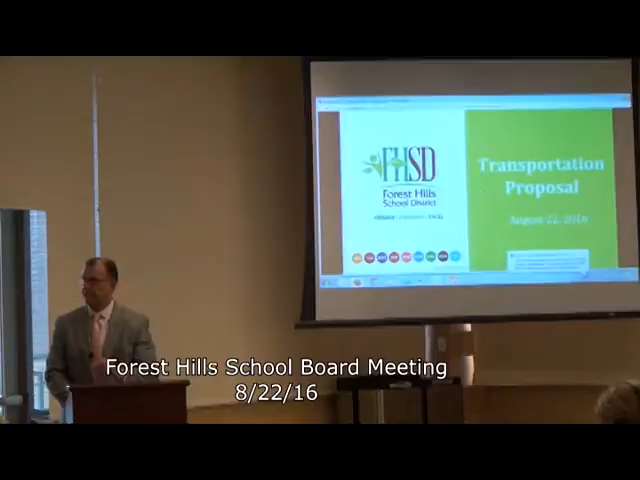 FHSD
Forest Hills
School District
Transportation
Proposal
August 22, 2016
Forest Hills School Board Meeting
8/22/16